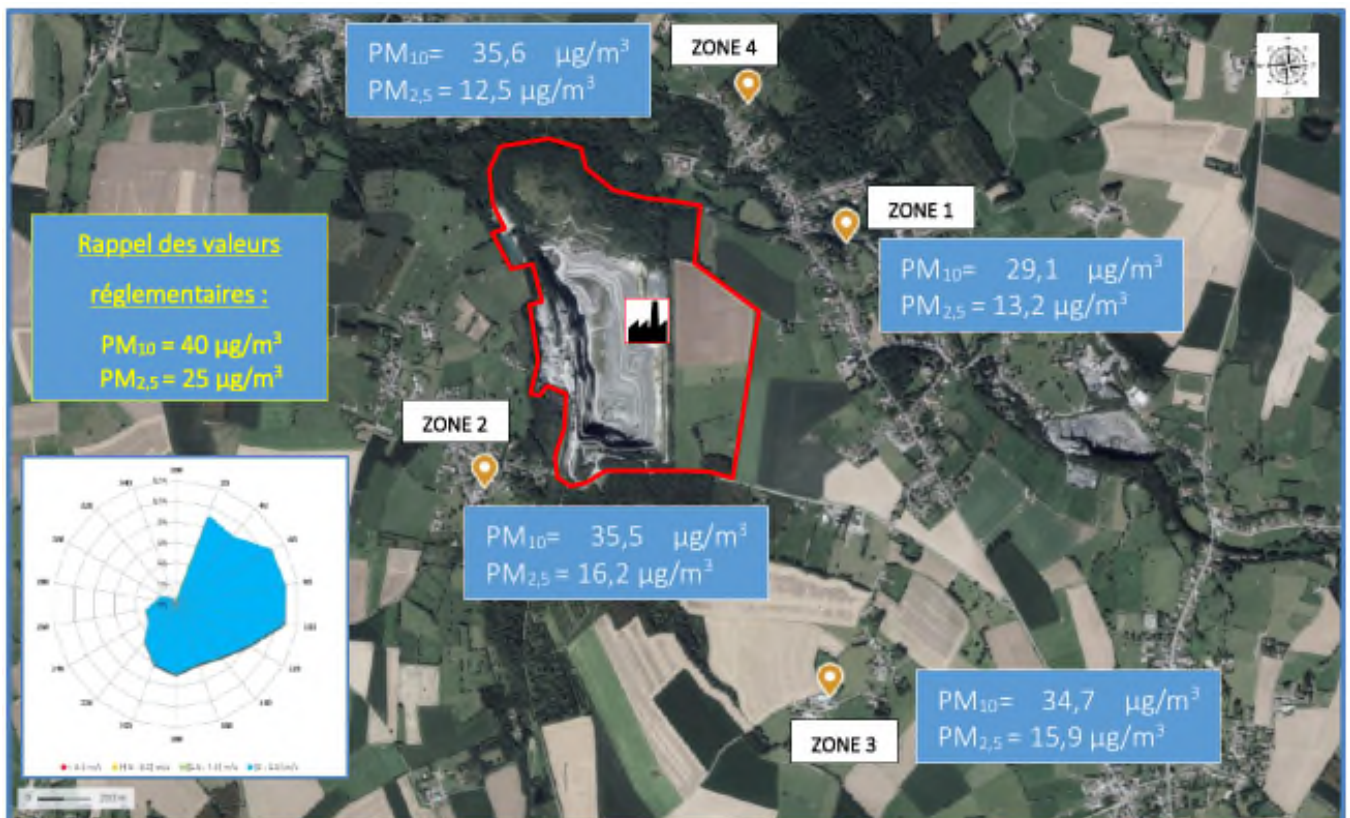 PM10= 35,6 µg/m³
PM2,5 = 12,5 µg/m³
ZONE 4
ZONE 1
PM10= 29,1 µg/m³
PM2,5 = 13,2 µg/m³
Rappel des valeurs
réglementaires :
PM10 = 40 µg/m³
PM2,5 = 25 µg/m³
ZONE 2
PM10= 35,5 µg/m³
PM2,5 = 16,2 µg/m³
PM10= 34,7 µg/m³
PM2,5 = 15,9 µg/m³
ZONE 3